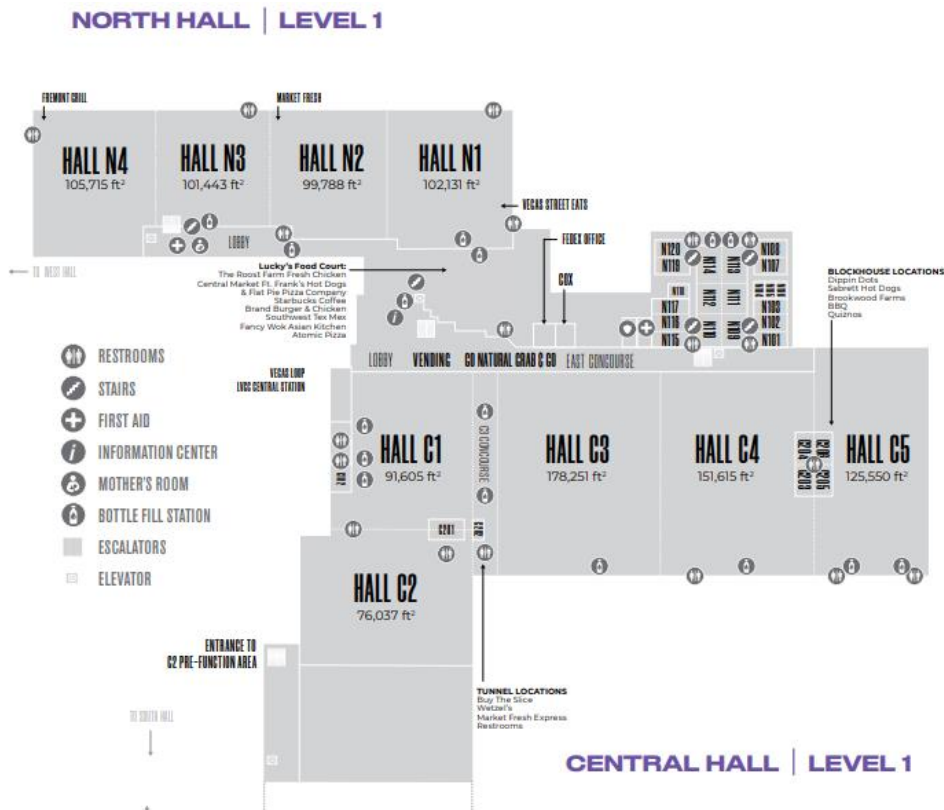 NORTH HALL | LEVEL 1
FREMONT GRILL
MARKET FRESH
HALL N4
105,715 ft²
HALL N3
101,443 ft²
HALL N2
99,788 ft²
HALL N1
102,131 ft²
VEGAS STREET EATS
LOBBY
FEDEX OFFICE
COX
TO WEST HALL
Lucky's Food Court:
The Roost Farm Fresh Chicken
Central Market Ft. Frank's Hot Dogs
& Flat Pie Pizza Company
Starbucks Coffee
Brand Burger & Chicken
Southwest Tex Mex
Fancy Wok Asian Kitchen
Atomic Pizza
N120
N119
N114
N113
N108
N107
N118
N117
N112
N111
N103
N116
N115
N110
N109
N102
N101
BLOCKHOUSE LOCATIONS
Dippin Dots
Sabrett Hot Dogs
Brookwood Farms
BBQ
Quiznos
RESTROOMS
STAIRS
FIRST AID
INFORMATION CENTER
MOTHER'S ROOM
BOTTLE FILL STATION
ESCALATORS
ELEVATOR
LOBBY
VENDING
GO NATURAL GRAB & GO
EAST CONCOURSE
VEGAS LOOP
LVCC CENTRAL STATION
HALL C1
91,605 ft²
C3 CONCOURSE
HALL C3
178,251 ft²
HALL C4
151,615 ft²
C204
C203
C205
HALL C5
125,550 ft²
C201
C202
HALL C2
76,037 ft²
ENTRANCE TO
C2 PRE-FUNCTION AREA
TUNNEL LOCATIONS
Buy The Slice
Wetzel's
Market Fresh Express
Restrooms
TO SOUTH HALL
CENTRAL HALL | LEVEL 1